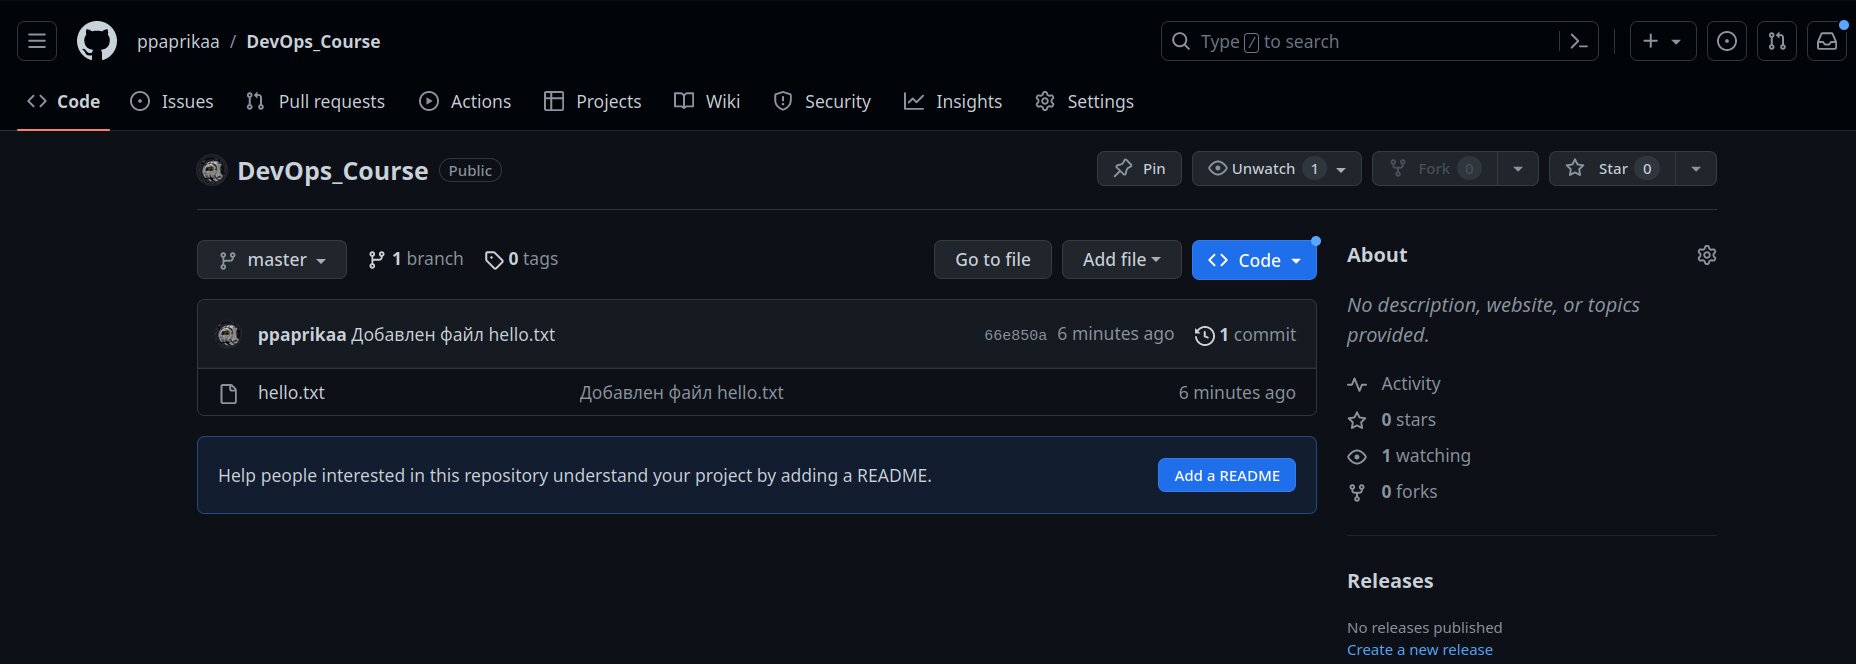 ppaprikaa / DevOps_Course
Type / to search
Code Issues Pull requests Actions Projects Wiki Security Insights Settings
DevOps_Course Public
Pin Unwatch 1 Fork 0 Star 0
master 1 branch 0 tags
Go to file Add file Code
About
No description, website, or topics
provided.
ppaprikaa Добавлен файл hello.txt 66e850a 6 minutes ago 1 commit
hello.txt Добавлен файл hello.txt 6 minutes ago
Help people interested in this repository understand your project by adding a README. Add a README
Activity
0 stars
1 watching
0 forks
Releases
No releases published
Create a new release